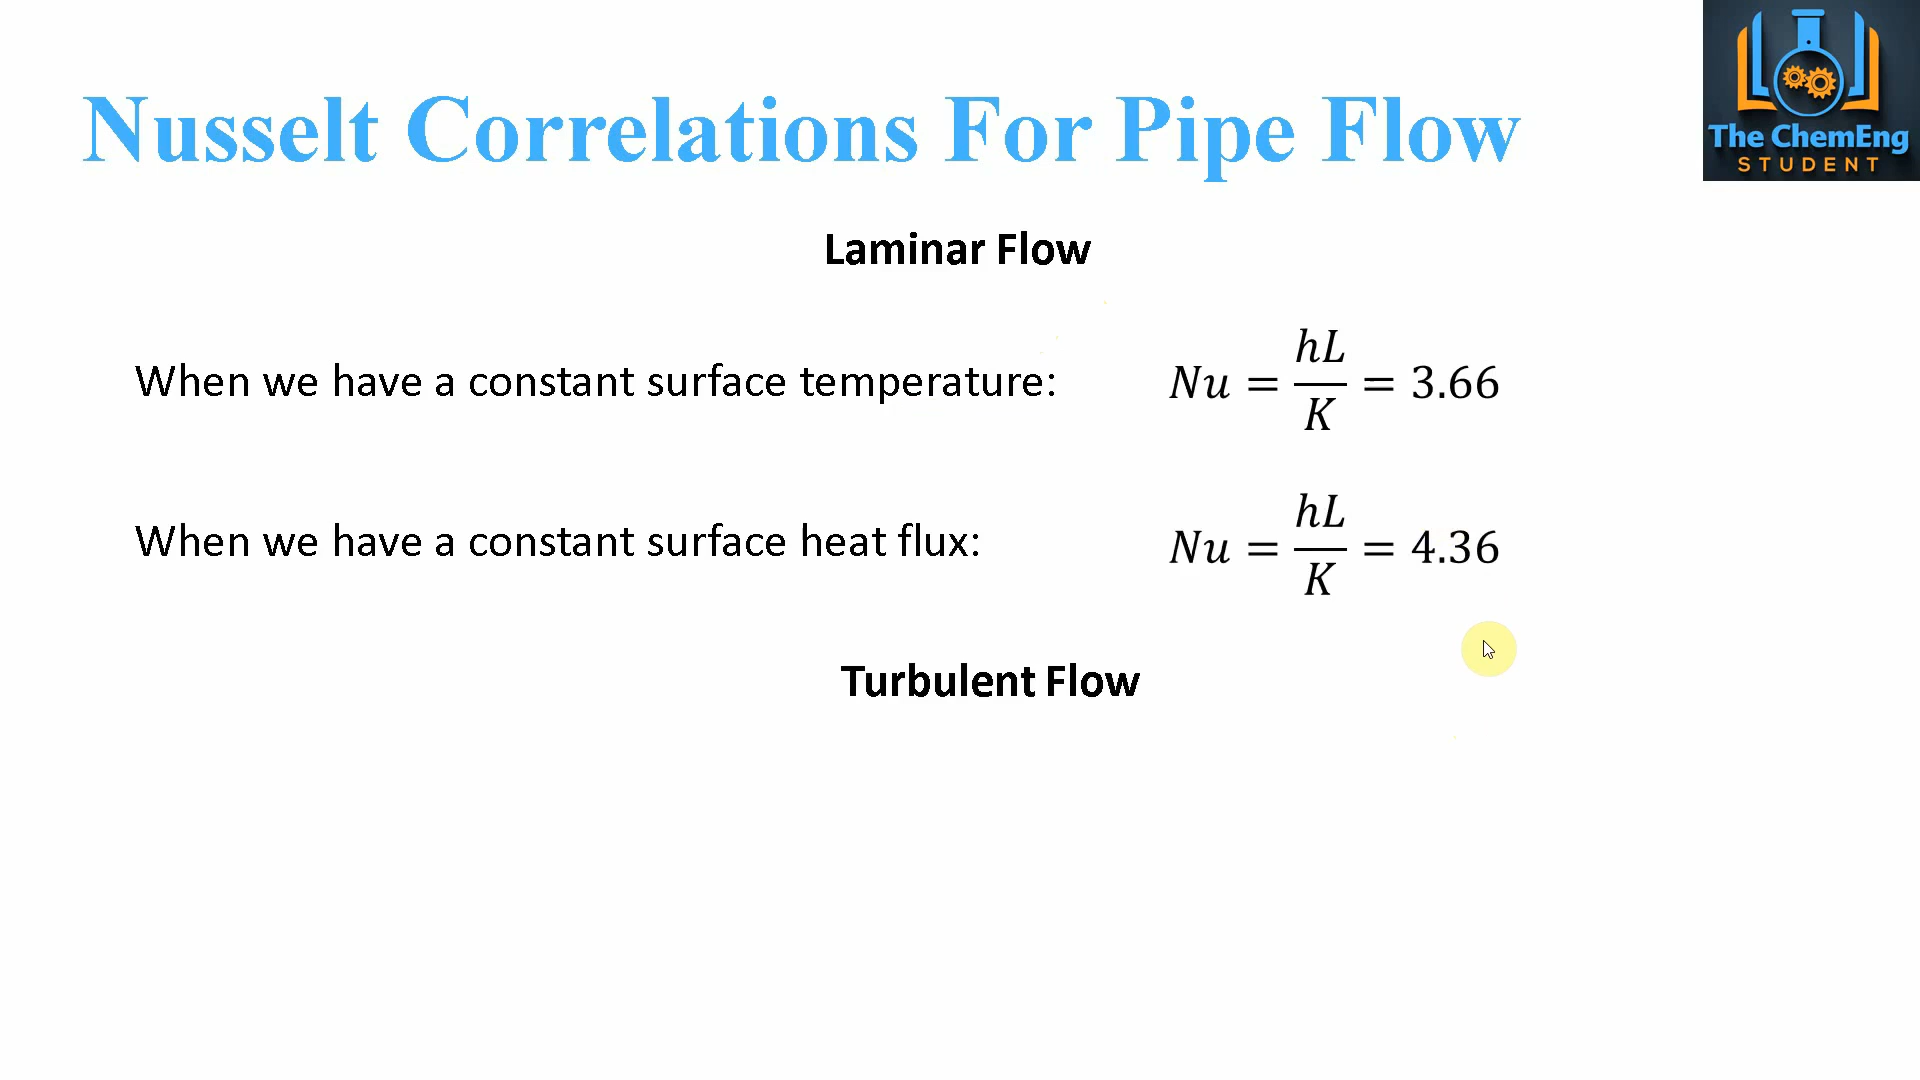 Nusselt Correlations For Pipe Flow
The ChemEng
STUDENT
Laminar Flow
When we have a constant surface temperature: Nu = hL/K = 3.66
When we have a constant surface heat flux: Nu = hL/K = 4.36
Turbulent Flow